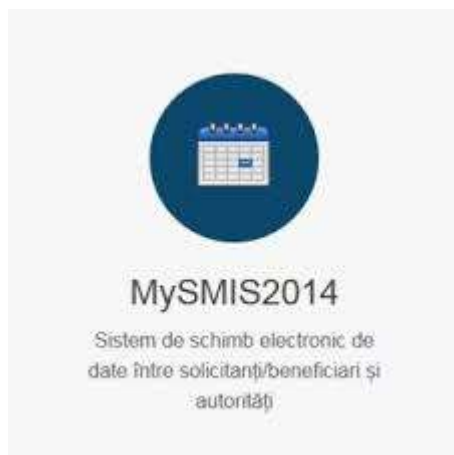 MySMIS2014
Sistem de schimb electronic de
date între solicitanți/beneficiari și
autorități